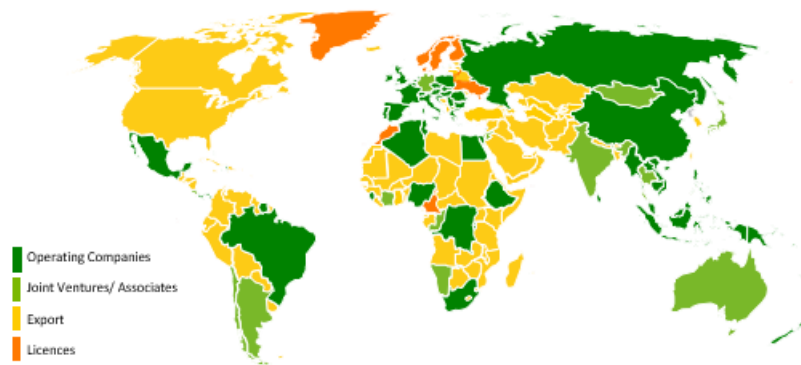 Operating Companies
Joint Ventures/ Associates
Export
Licences